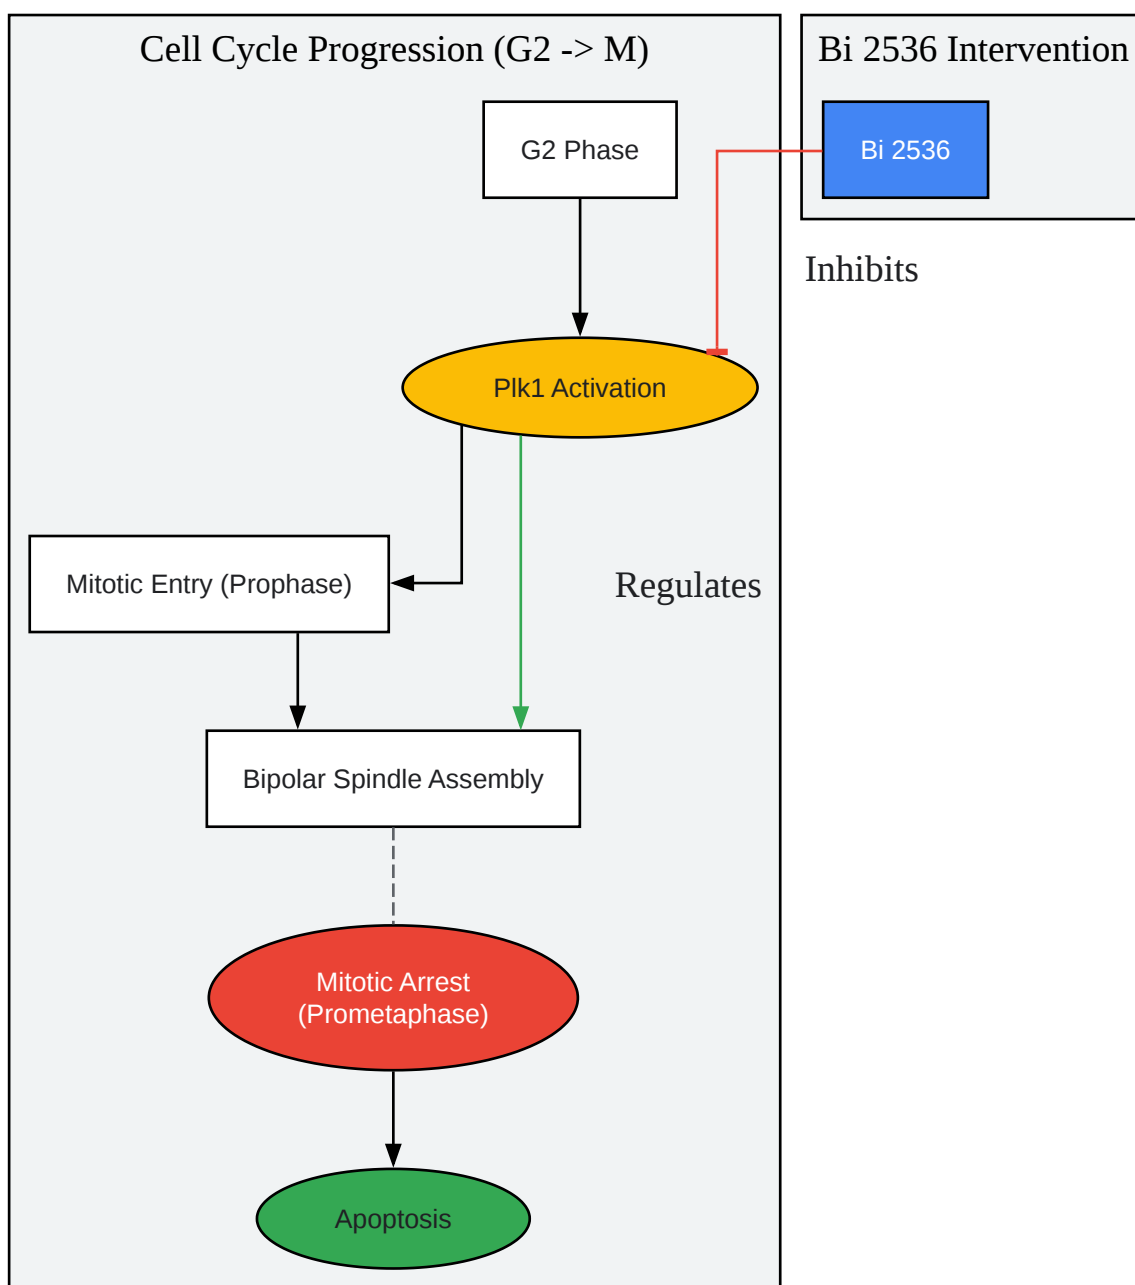 Cell Cycle Progression (G2 -> M)
Bi 2536 Intervention
G2 Phase
Bi 2536
Inhibits
Plk1 Activation
Mitotic Entry (Prophase)
Regulates
Bipolar Spindle Assembly
Mitotic Arrest
(Prometaphase)
Apoptosis